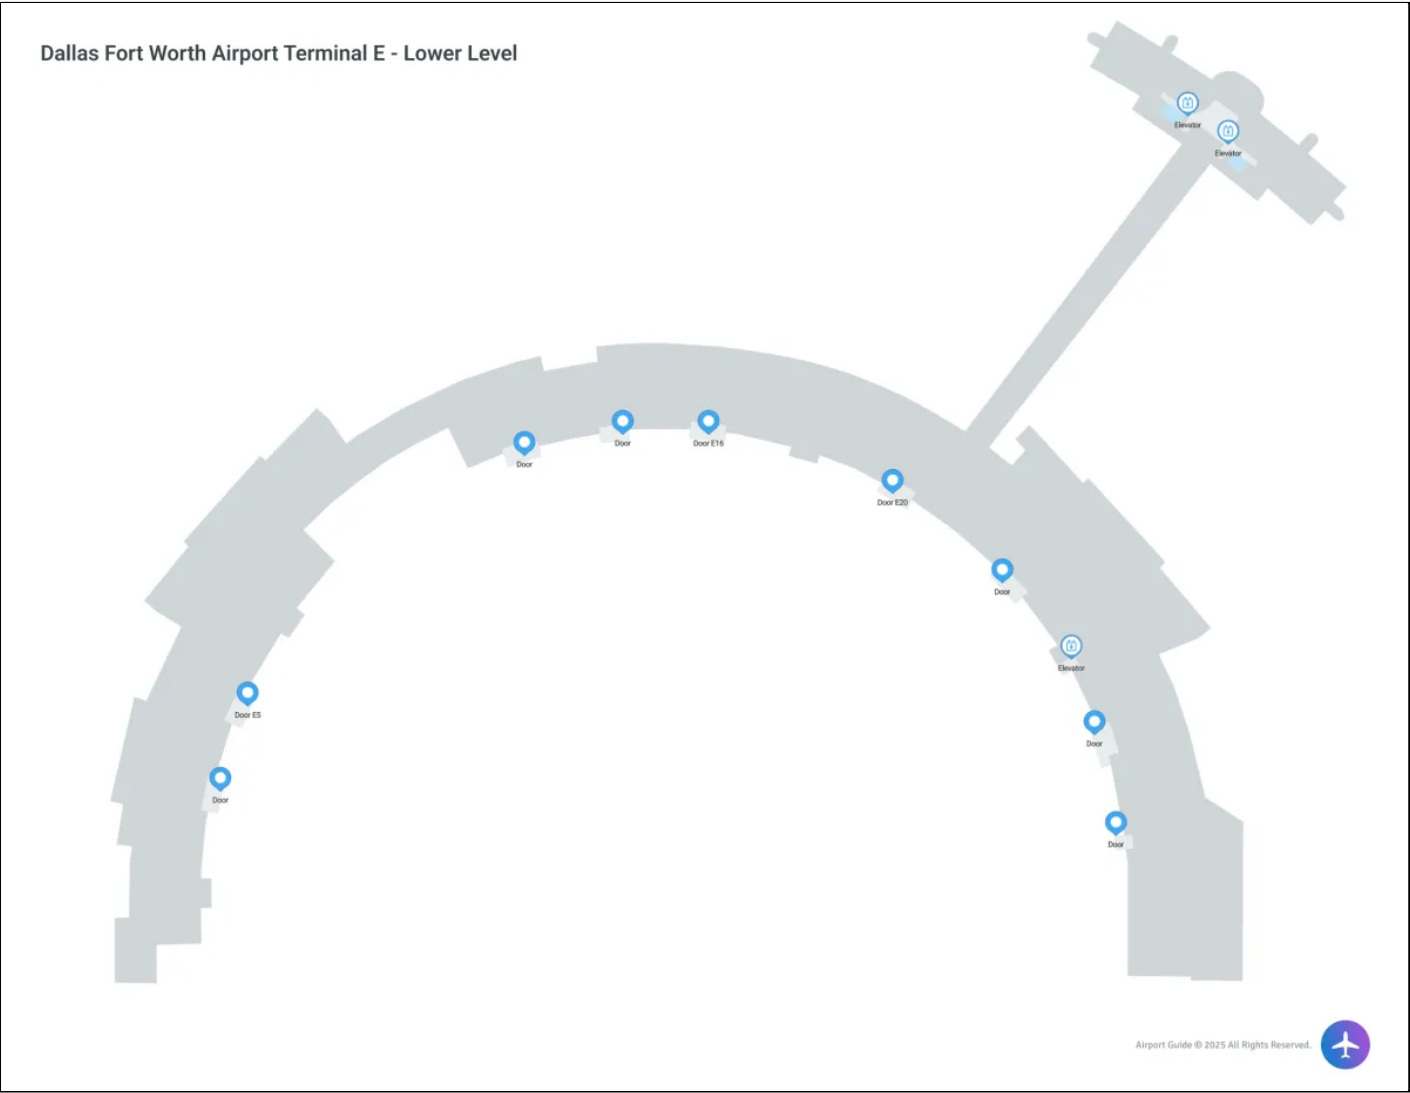 Dallas Fort Worth Airport Terminal E - Lower Level
Elevator
Elevator
Door
Door
Door E16
Door E20
Door
Elevator
Door E5
Door
Door
Door
Airport Guide © 2025 All Rights Reserved.